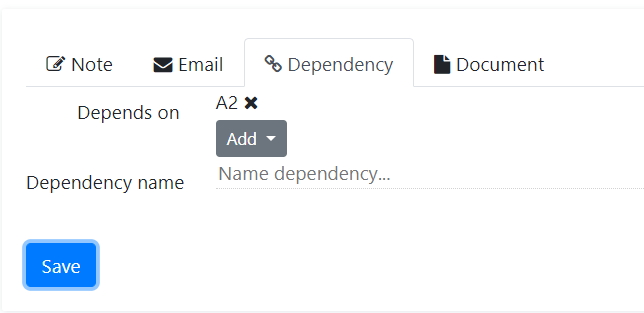 Note Email Dependency Document
Depends on A2
Add
Dependency name Name dependency...
Save